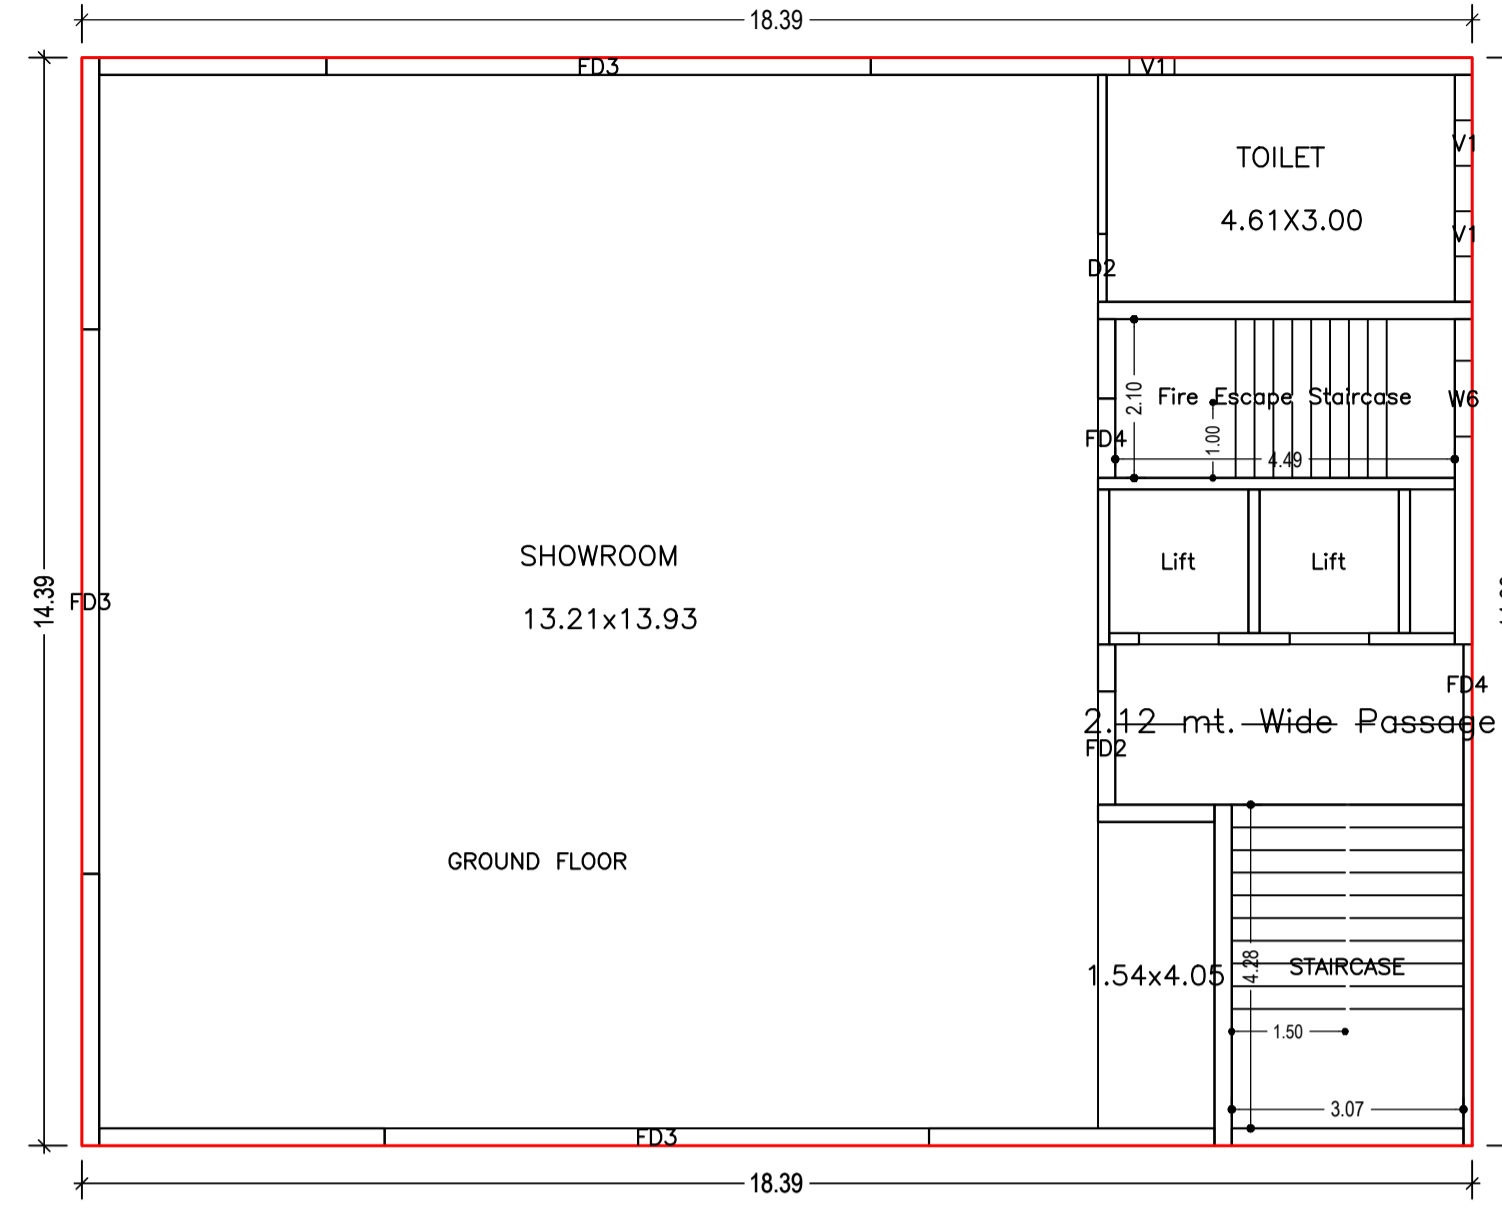 18.39
FD3
V1
TOILET
V1
4.61X3.00
V1
D2
2.10
Fire Escape Staircase
W6
FD4
1.00
4.49
SHOWROOM
Lift
Lift
14.39
FD3
13.21x13.93
FD4
2.12 mt. Wide Passage
FD2
GROUND FLOOR
1.54x4.05
4.28
STAIRCASE
1.50
3.07
FD3
18.39